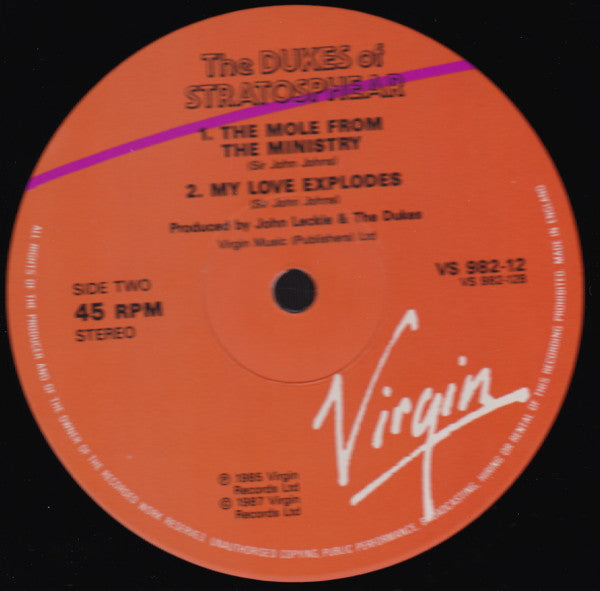 The DUKES of
STRATOSPHEAR
1. THE MOLE FROM
THE MINISTRY
(Sir John Johns)
2. MY LOVE EXPLODES
(Sir John Johns)
Produced by John Leckie & The Dukes
Virgin Music (Publishers) Ltd
SIDE TWO
45 RPM
STEREO
VS 982-12
VS 982-12B
Virgin
℗ 1985 Virgin
Records Ltd
© 1987 Virgin
Records Ltd
ALL RIGHTS OF THE PRODUCER AND OF THE OWNER OF THE RECORDED WORK RESERVED. UNAUTHORISED COPYING, PUBLIC PERFORMANCE, BROADCASTING, HIRING OR RENTAL OF THIS RECORDING PROHIBITED. MADE IN ENGLAND